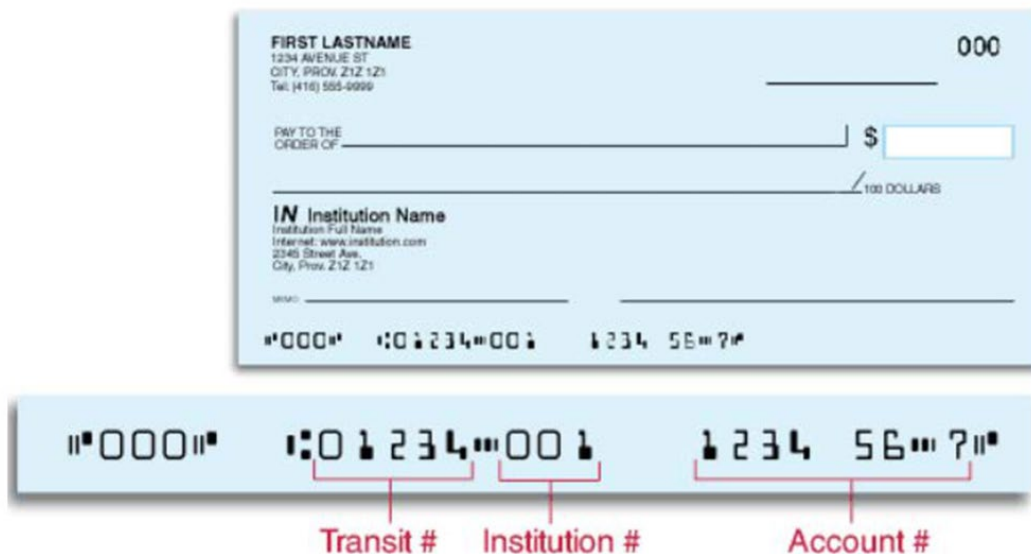 FIRST LASTNAME
000
1234 AVENUE ST
CITY, PROV. Z1Z 1Z1
Tel: (416) 555-9999
PAY TO THE
ORDER OF
$
/100 DOLLARS
IN Institution Name
Institution Full Name
Internet: www.institution.com
2345 Street Ave.
City, Prov. Z1Z 1Z1
MEMO
⑈000⑈ ⑆01234⑉001 1234 56⑉7⑈
⑈000⑈ ⑆01234⑉001 1234 56⑉7⑈
Transit # Institution # Account #